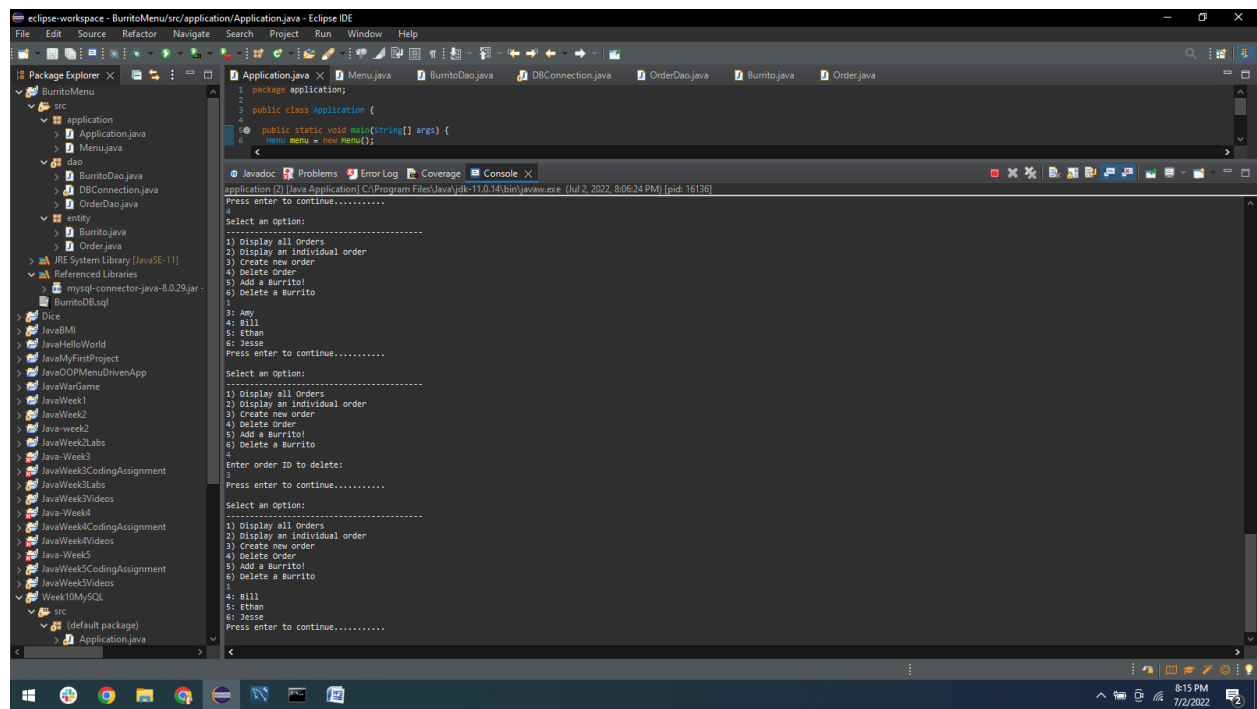 eclipse-workspace - BurritoMenu/src/application/Application.java - Eclipse IDE
File Edit Source Refactor Navigate Search Project Run Window Help
Package Explorer
BurritoMenu
src
application
Application.java
Menu.java
dao
BurritoDao.java
DBConnection.java
OrderDao.java
entity
Burrito.java
Order.java
JRE System Library [JavaSE-11]
Referenced Libraries
mysql-connector-java-8.0.29.jar -
BurritoDB.sql
Dice
JavaBMI
JavaHelloWorld
JavaMyFirstProject
JavaOOPMenuDrivenApp
JavaWarGame
JavaWeek1
JavaWeek2
Java-week2
JavaWeek2Labs
Java-Week3
JavaWeek3CodingAssignment
JavaWeek3Labs
JavaWeek3Videos
Java-Week4
JavaWeek4CodingAssignment
JavaWeek4Videos
Java-Week5
JavaWeek5CodingAssignment
JavaWeek5Videos
Week10MySQL
src
(default package)
Application.java
Application.java Menu.java BurritoDao.java DBConnection.java OrderDao.java Burrito.java Order.java
1 package application;
2
3 public class Application {
4
5 public static void main(String[] args) {
6 Menu menu = new Menu();
Javadoc Problems Error Log Coverage Console
application (2) [Java Application] C:\Program Files\Java\jdk-11.0.14\bin\javaw.exe (Jul 2, 2022, 8:06:24 PM) [pid: 16136]
Press enter to continue...........
4
Select an Option:
------------------------------------------
1) Display all Orders
2) Display an individual order
3) Create new order
4) Delete Order
5) Add a Burrito!
6) Delete a Burrito
1
3: Amy
4: Bill
5: Ethan
6: Jesse
Press enter to continue...........
Select an Option:
------------------------------------------
1) Display all Orders
2) Display an individual order
3) Create new order
4) Delete Order
5) Add a Burrito!
6) Delete a Burrito
4
Enter order ID to delete:
3
Press enter to continue...........
Select an Option:
------------------------------------------
1) Display all Orders
2) Display an individual order
3) Create new order
4) Delete Order
5) Add a Burrito!
6) Delete a Burrito
1
4: Bill
5: Ethan
6: Jesse
Press enter to continue...........
8:15 PM
7/2/2022
2